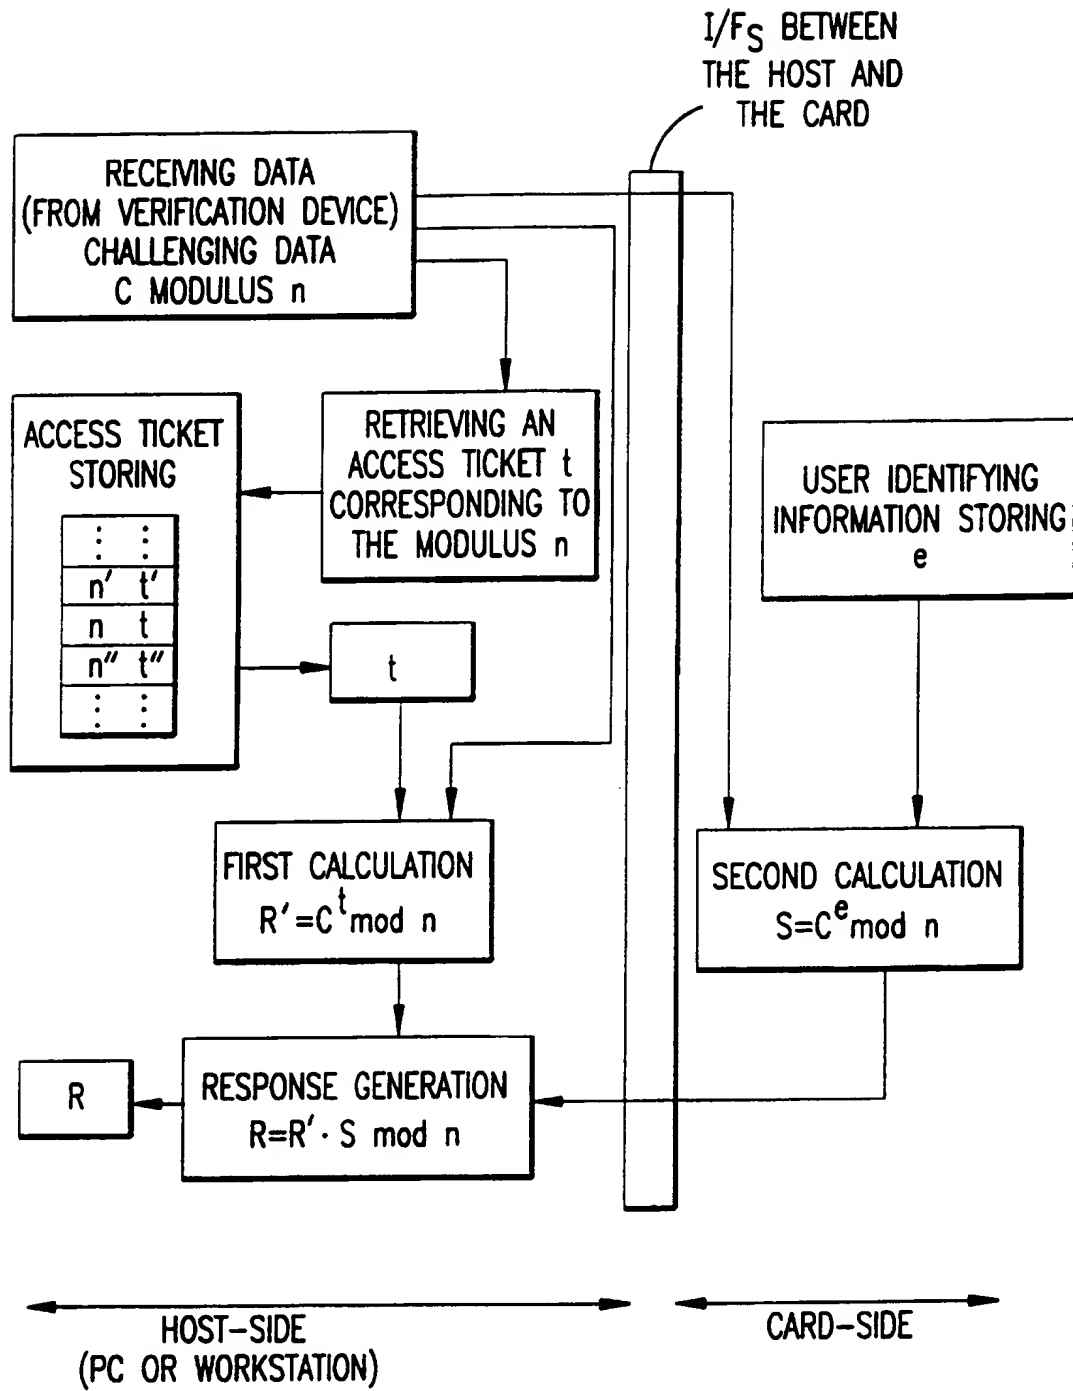 I/FS BETWEEN
THE HOST AND
THE CARD
RECEIVING DATA
(FROM VERIFICATION DEVICE)
CHALLENGING DATA
C MODULUS n
RETRIEVING AN
ACCESS TICKET t
CORRESPONDING TO
THE MODULUS n
ACCESS TICKET
STORING
⋮ ⋮
n' t'
n t
n" t"
⋮ ⋮
t
USER IDENTIFYING
INFORMATION STORING
e
FIRST CALCULATION
R'=C^t mod n
SECOND CALCULATION
S=C^e mod n
RESPONSE GENERATION
R=R'· S mod n
R
HOST-SIDE
(PC OR WORKSTATION)
CARD-SIDE